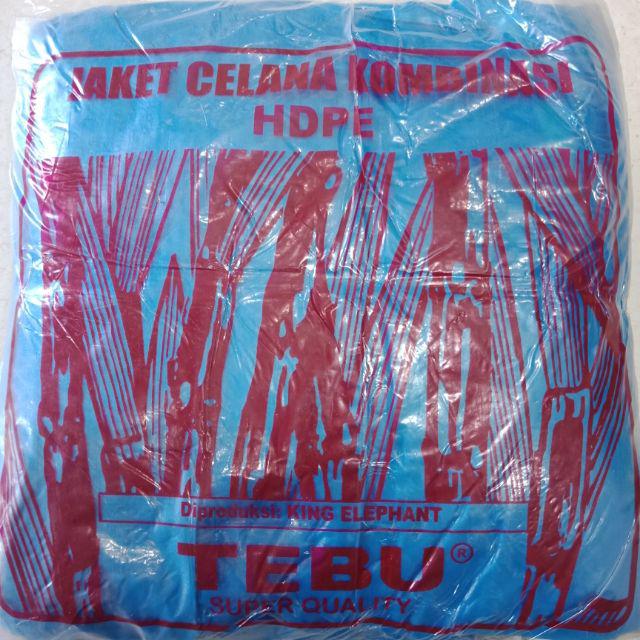 JAKET CELANA KOMBINASI
HDPE
Diproduksi: KING ELEPHANT
TEBU ®
SUPER QUALITY